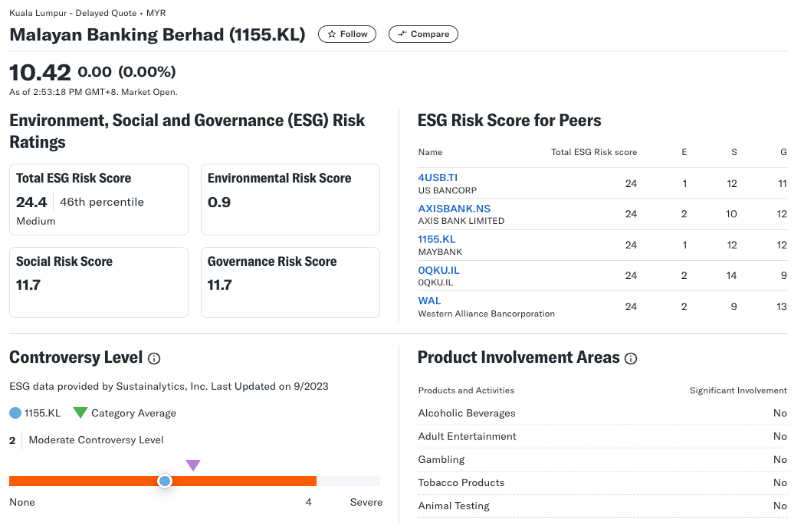 Kuala Lumpur - Delayed Quote • MYR
Malayan Banking Berhad (1155.KL)
Follow
Compare
10.42 0.00 (0.00%)
As of 2:53:18 PM GMT+8. Market Open.
Environment, Social and Governance (ESG) Risk
Ratings
Total ESG Risk Score
24.4 46th percentile
Medium
Environmental Risk Score
0.9
Social Risk Score
11.7
Governance Risk Score
11.7
ESG Risk Score for Peers
Name Total ESG Risk score E S G
4USB.TI
US BANCORP
24 1 12 11
AXISBANK.NS
AXIS BANK LIMITED
24 2 10 12
1155.KL
MAYBANK
24 1 12 12
0QKU.IL
0QKU.IL
24 2 14 9
WAL
Western Alliance Bancorporation
24 2 9 13
Controversy Level
ESG data provided by Sustainalytics, Inc. Last Updated on 9/2023
1155.KL Category Average
2 Moderate Controversy Level
None 4 Severe
Product Involvement Areas
Products and Activities Significant Involvement
Alcoholic Beverages No
Adult Entertainment No
Gambling No
Tobacco Products No
Animal Testing No